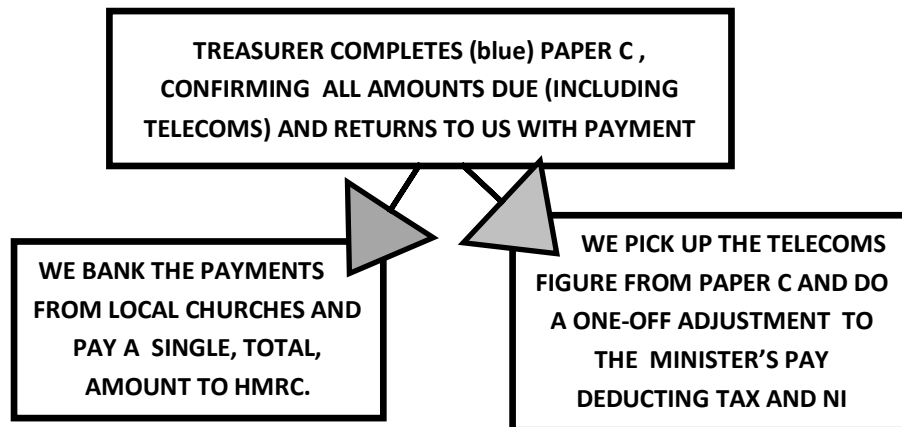 TREASURER COMPLETES (blue) PAPER C ,
CONFIRMING ALL AMOUNTS DUE (INCLUDING
TELECOMS) AND RETURNS TO US WITH PAYMENT
WE BANK THE PAYMENTS
FROM LOCAL CHURCHES AND
PAY A SINGLE, TOTAL,
AMOUNT TO HMRC.
WE PICK UP THE TELECOMS
FIGURE FROM PAPER C AND DO
A ONE-OFF ADJUSTMENT TO
THE MINISTER’S PAY
DEDUCTING TAX AND NI